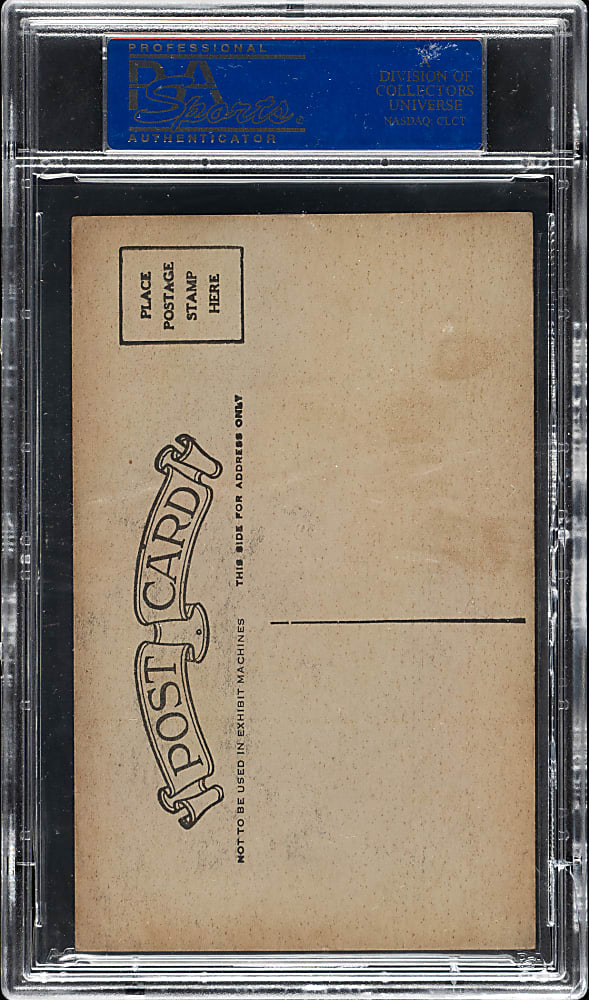 PROFESSIONAL
PSA
Sports.
AUTHENTICATOR
A
DIVISION OF
COLLECTORS
UNIVERSE
NASDAQ: CLCT
PLACE
POSTAGE
STAMP
HERE
POST CARD
NOT TO BE USED IN EXHIBIT MACHINES THIS SIDE FOR ADDRESS ONLY